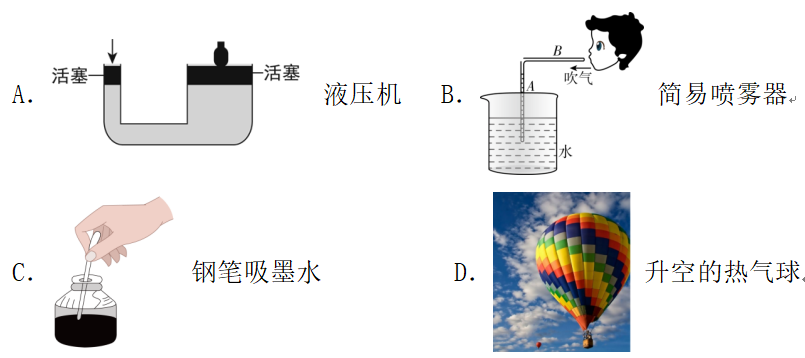 活塞 活塞
A. 液压机
B 吹气 A 水
B. 简易喷雾器
C. 钢笔吸墨水
D. 升空的热气球